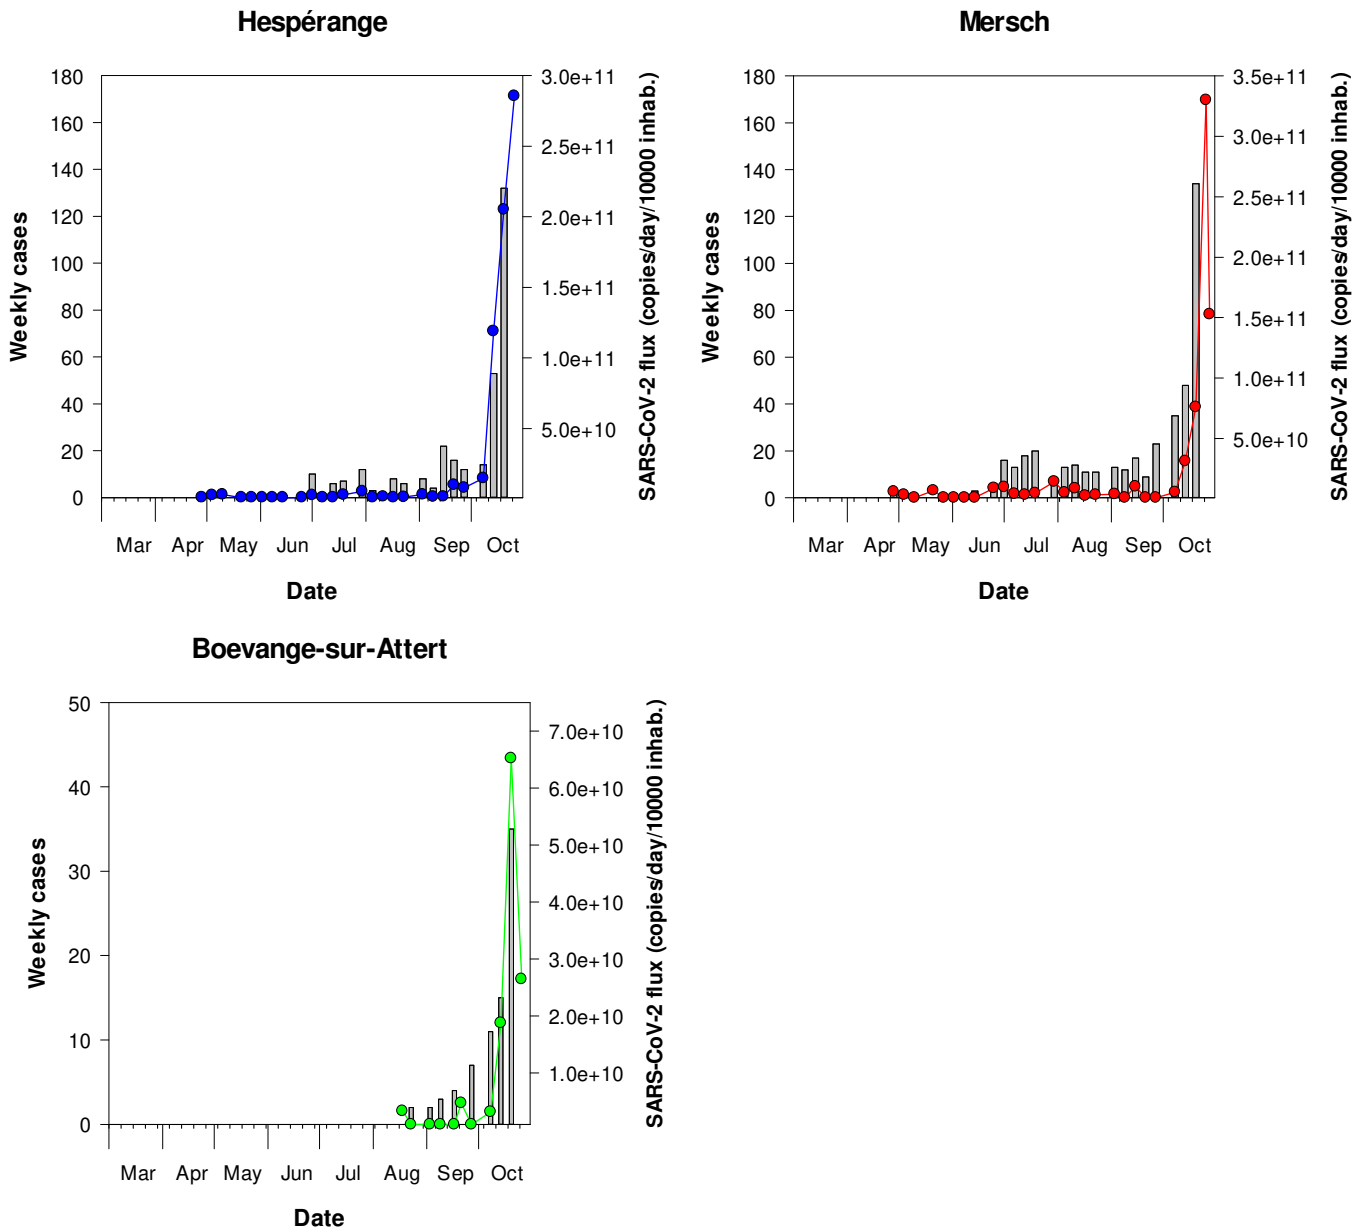 Hespérange
180
160
140
120
100
80
60
40
20
0
Weekly cases
3.0e+11
2.5e+11
2.0e+11
1.5e+11
1.0e+11
5.0e+10
SARS-CoV-2 flux (copies/day/10000 inhab.)
Mar Apr May Jun Jul Aug Sep Oct
Date
Mersch
180
160
140
120
100
80
60
40
20
0
Weekly cases
3.5e+11
3.0e+11
2.5e+11
2.0e+11
1.5e+11
1.0e+11
5.0e+10
SARS-CoV-2 flux (copies/day/10000 inhab.)
Mar Apr May Jun Jul Aug Sep Oct
Date
Boevange-sur-Attert
50
40
30
20
10
0
Weekly cases
7.0e+10
6.0e+10
5.0e+10
4.0e+10
3.0e+10
2.0e+10
1.0e+10
SARS-CoV-2 flux (copies/day/10000 inhab.)
Mar Apr May Jun Jul Aug Sep Oct
Date